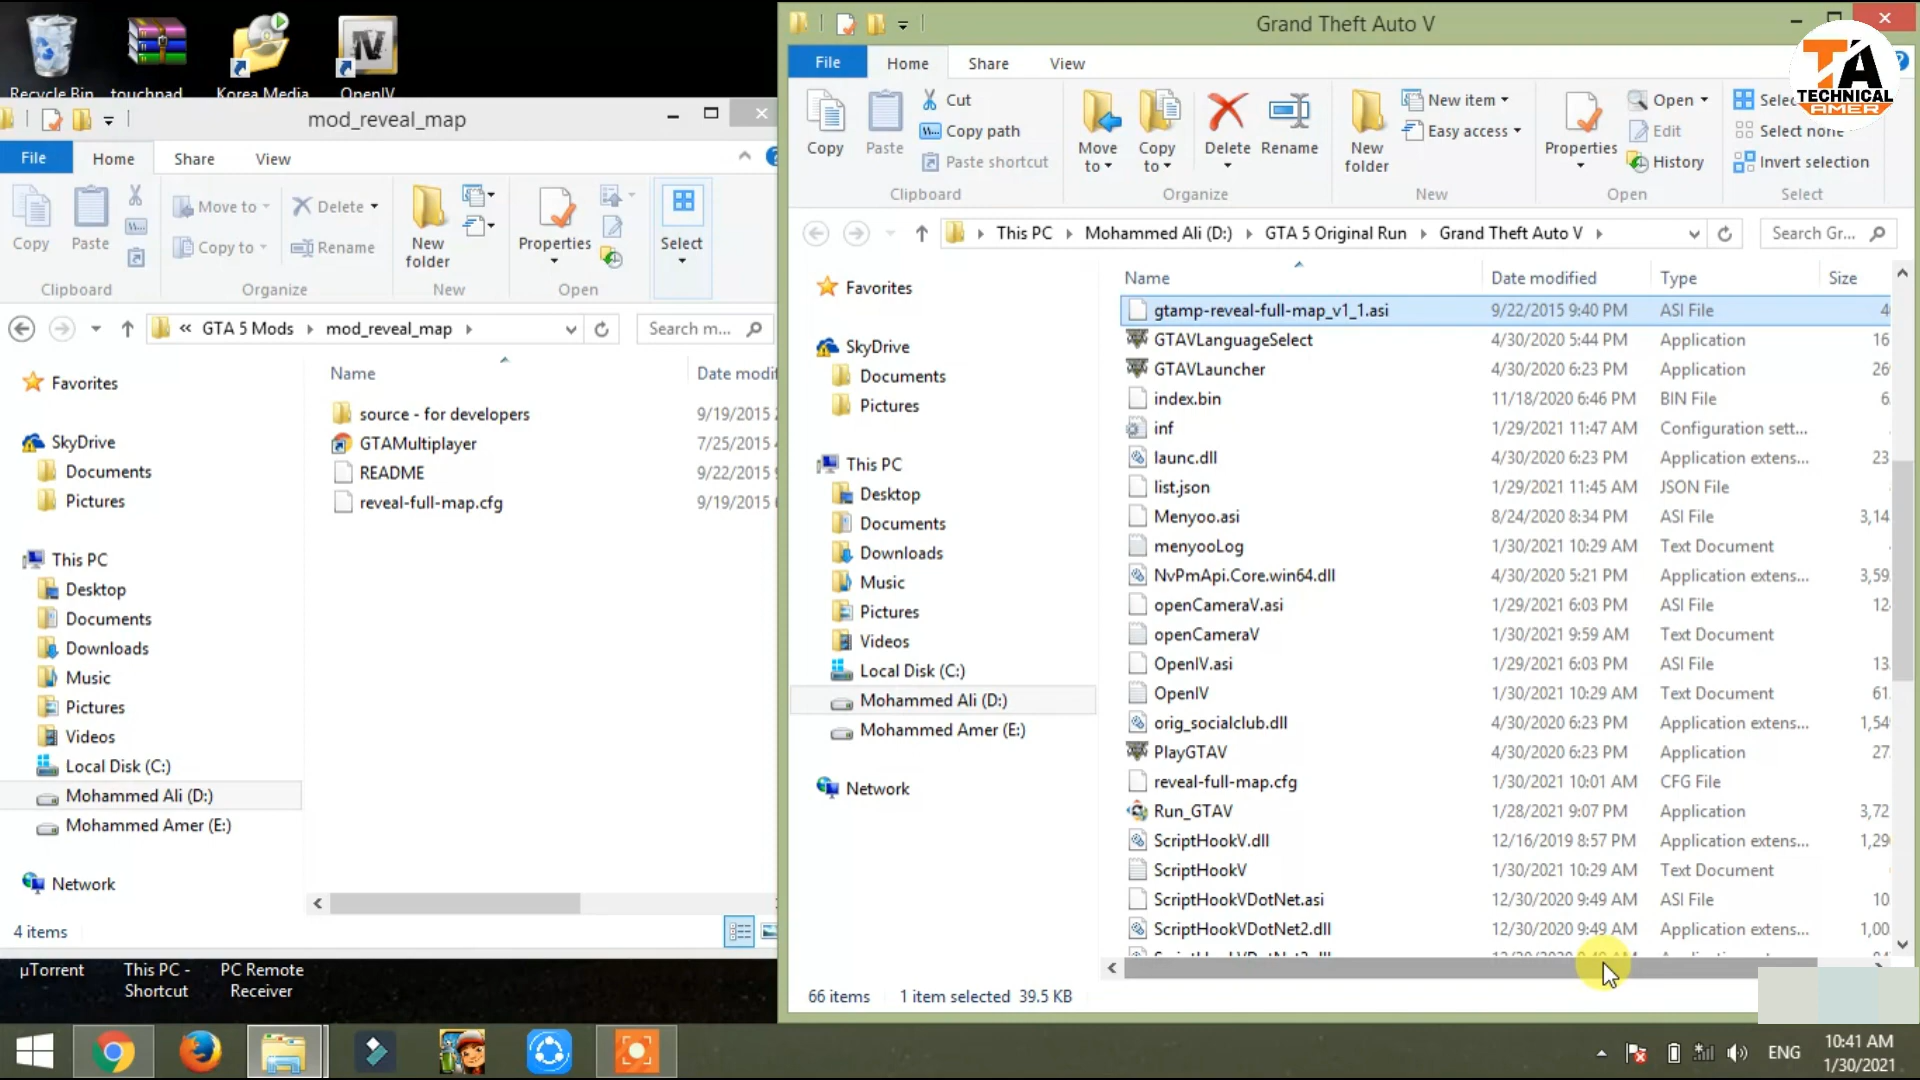 Recycle Bin
touchpad
Korea Media
OpenIV
mod_reveal_map
File
Home
Share
View
Copy
Paste
Move to
Copy to
Delete
Rename
New folder
Properties
Select
Clipboard
Organize
New
Open
« GTA 5 Mods
mod_reveal_map
Search m...
Favorites
SkyDrive
Documents
Pictures
This PC
Desktop
Documents
Downloads
Music
Pictures
Videos
Local Disk (C:)
Mohammed Ali (D:)
Mohammed Amer (E:)
Network
Name
source - for developers 9/19/2015
GTAMultiplayer 7/25/2015
README 9/22/2015
reveal-full-map.cfg 9/19/2015
4 items
µTorrent
This PC - Shortcut
PC Remote Receiver
Grand Theft Auto V
TA
TECHNICAL
AMER
File
Home
Share
View
Copy
Paste
Cut
Copy path
Paste shortcut
Move to
Copy to
Delete
Rename
New folder
New item
Easy access
Properties
Open
Edit
History
Select none
Invert selection
Clipboard
Organize
New
Open
Select
This PC
Mohammed Ali (D:)
GTA 5 Original Run
Grand Theft Auto V
Search Gr...
Favorites
SkyDrive
Documents
Pictures
This PC
Desktop
Documents
Downloads
Music
Pictures
Videos
Local Disk (C:)
Mohammed Ali (D:)
Mohammed Amer (E:)
Network
Name Date modified Type Size
gtamp-reveal-full-map_v1_1.asi 9/22/2015 9:40 PM ASI File
GTAVLanguageSelect 4/30/2020 5:44 PM Application
GTAVLauncher 4/30/2020 6:23 PM Application
index.bin 11/18/2020 6:46 PM BIN File
inf 1/29/2021 11:47 AM Configuration sett...
launc.dll 4/30/2020 6:23 PM Application extens...
list.json 1/29/2021 11:45 AM JSON File
Menyoo.asi 8/24/2020 8:34 PM ASI File
menyooLog 1/30/2021 10:29 AM Text Document
NvPmApi.Core.win64.dll 4/30/2020 5:21 PM Application extens...
openCameraV.asi 1/29/2021 6:03 PM ASI File
openCameraV 1/30/2021 9:59 AM Text Document
OpenIV.asi 1/29/2021 6:03 PM ASI File
OpenIV 1/30/2021 10:29 AM Text Document
orig_socialclub.dll 4/30/2020 6:23 PM Application extens...
PlayGTAV 4/30/2020 6:23 PM Application
reveal-full-map.cfg 1/30/2021 10:01 AM CFG File
Run_GTAV 1/28/2021 9:07 PM Application
ScriptHookV.dll 12/16/2019 8:57 PM Application extens...
ScriptHookV 1/30/2021 10:29 AM Text Document
ScriptHookVDotNet.asi 12/30/2020 9:49 AM ASI File
ScriptHookVDotNet2.dll 12/30/2020 9:49 AM Application extens...
66 items 1 item selected 39.5 KB
ENG
10:41 AM
1/30/2021